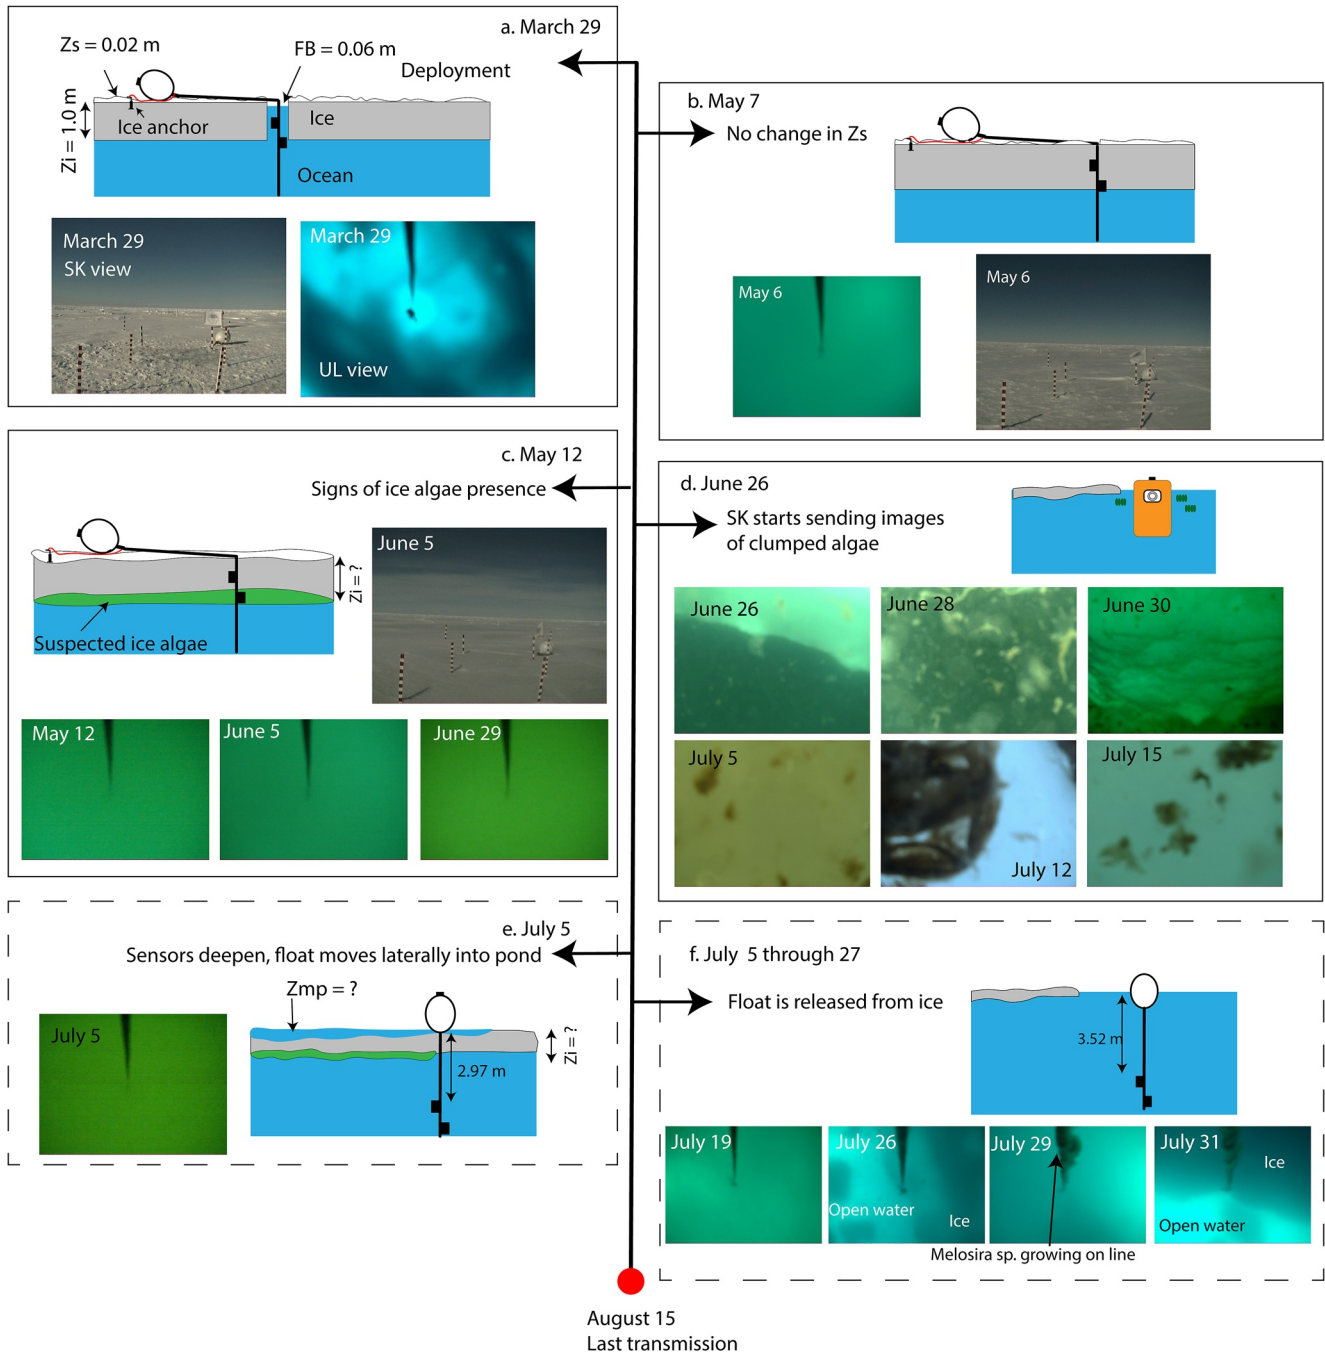 a. March 29
Zs = 0.02 m
FB = 0.06 m
Deployment
Zi = 1.0 m
Ice anchor
Ice
Ocean
March 29
SK view
March 29
UL view
b. May 7
No change in Zs
May 6
May 6
c. May 12
Signs of ice algae presence
Zi = ?
Suspected ice algae
June 5
May 12
June 5
June 29
d. June 26
SK starts sending images
of clumped algae
June 26
June 28
June 30
July 5
July 12
July 15
e. July 5
Sensors deepen, float moves laterally into pond
Zmp = ?
July 5
2.97 m
Zi = ?
f. July 5 through 27
Float is released from ice
3.52 m
July 19
July 26
Open water
Ice
July 29
July 31
Ice
Open water
Melosira sp. growing on line
August 15
Last transmission